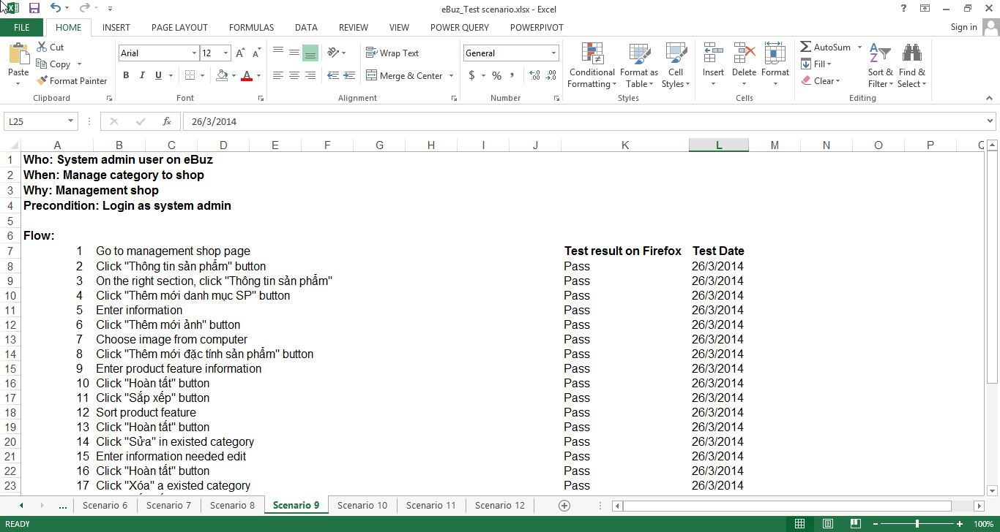 eBuz_Test scenario.xlsx - Excel
FILE HOME INSERT PAGE LAYOUT FORMULAS DATA REVIEW VIEW POWER QUERY POWERPIVOT Sign in
Paste Cut Copy Format Painter Clipboard
Arial 12 B I U Font
Wrap Text Merge & Center Alignment
General $ % , Number
Conditional Formatting Format as Table Cell Styles Styles
Insert Delete Format Cells
AutoSum Fill Clear Sort & Filter Find & Select Editing
L25 fx 26/3/2014
A B C D E F G H I J K L M N O P
1 Who: System admin user on eBuz
2 When: Manage category to shop
3 Why: Management shop
4 Precondition: Login as system admin
5
6 Flow:
7 1 Go to management shop page Test result on Firefox Test Date
8 2 Click "Thông tin sản phẩm" button Pass 26/3/2014
9 3 On the right section, click "Thông tin sản phẩm" Pass 26/3/2014
10 4 Click "Thêm mới danh mục SP" button Pass 26/3/2014
11 5 Enter information Pass 26/3/2014
12 6 Click "Thêm mới ảnh" button Pass 26/3/2014
13 7 Choose image from computer Pass 26/3/2014
14 8 Click "Thêm mới đặc tính sản phẩm" button Pass 26/3/2014
15 9 Enter product feature information Pass 26/3/2014
16 10 Click "Hoàn tất" button Pass 26/3/2014
17 11 Click "Sắp xếp" button Pass 26/3/2014
18 12 Sort product feature Pass 26/3/2014
19 13 Click "Hoàn tất" button Pass 26/3/2014
20 14 Click "Sửa" in existed category Pass 26/3/2014
21 15 Enter information needed edit Pass 26/3/2014
22 16 Click "Hoàn tất" button Pass 26/3/2014
23 17 Click "Xóa" a existed category Pass 26/3/2014
... Scenario 6 Scenario 7 Scenario 8 Scenario 9 Scenario 10 Scenario 11 Scenario 12
READY 100%